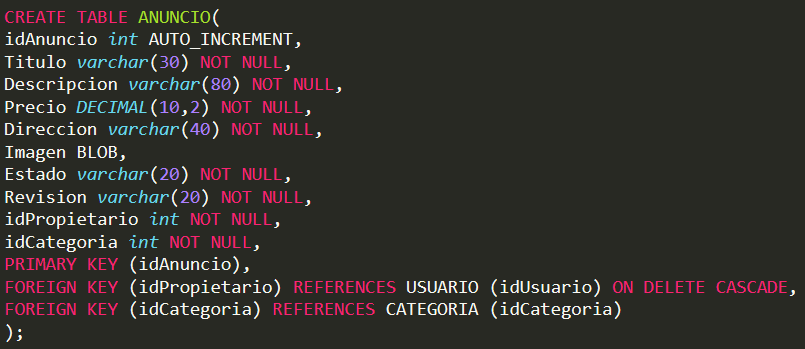 CREATE TABLE ANUNCIO(
idAnuncio int AUTO_INCREMENT,
Titulo varchar(30) NOT NULL,
Descripcion varchar(80) NOT NULL,
Precio DECIMAL(10,2) NOT NULL,
Direccion varchar(40) NOT NULL,
Imagen BLOB,
Estado varchar(20) NOT NULL,
Revision varchar(20) NOT NULL,
idPropietario int NOT NULL,
idCategoria int NOT NULL,
PRIMARY KEY (idAnuncio),
FOREIGN KEY (idPropietario) REFERENCES USUARIO (idUsuario) ON DELETE CASCADE,
FOREIGN KEY (idCategoria) REFERENCES CATEGORIA (idCategoria)
);